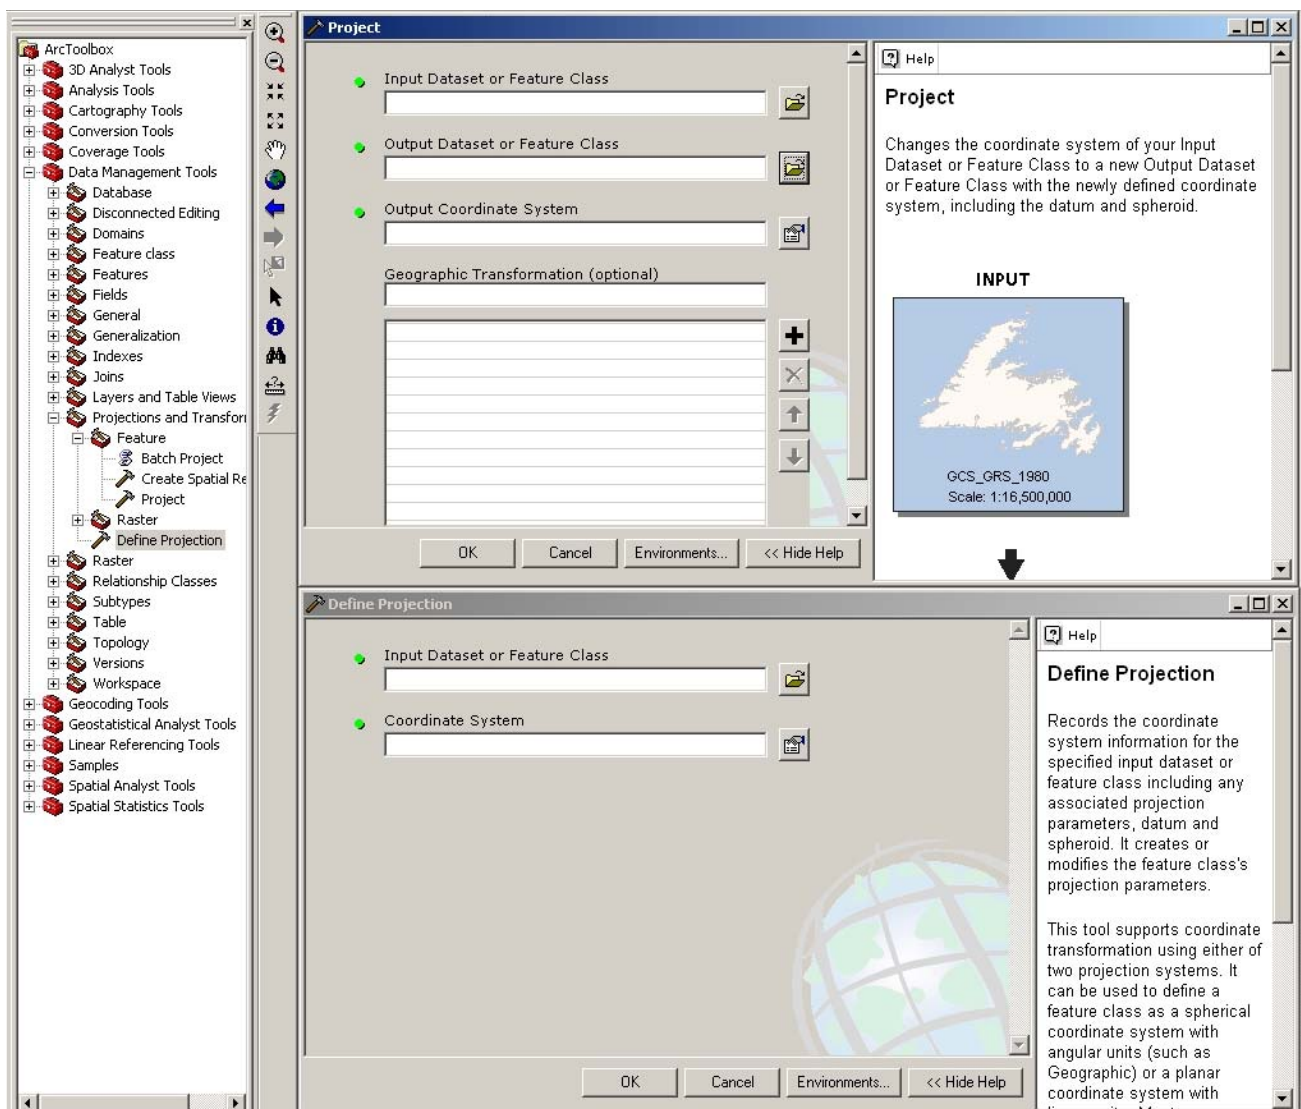 ArcToolbox
3D Analyst Tools
Analysis Tools
Cartography Tools
Conversion Tools
Coverage Tools
Data Management Tools
Database
Disconnected Editing
Domains
Feature class
Features
Fields
General
Generalization
Indexes
Joins
Layers and Table Views
Projections and Transforr
Feature
Batch Project
Create Spatial Re
Project
Raster
Define Projection
Raster
Relationship Classes
Subtypes
Table
Topology
Versions
Workspace
Geocoding Tools
Geostatistical Analyst Tools
Linear Referencing Tools
Samples
Spatial Analyst Tools
Spatial Statistics Tools
Project
Input Dataset or Feature Class
Output Dataset or Feature Class
Output Coordinate System
Geographic Transformation (optional)
OK
Cancel
Environments...
<< Hide Help
Help
Project
Changes the coordinate system of your Input
Dataset or Feature Class to a new Output Dataset
or Feature Class with the newly defined coordinate
system, including the datum and spheroid.
INPUT
GCS_GRS_1980
Scale: 1:16,500,000
Define Projection
Input Dataset or Feature Class
Coordinate System
OK
Cancel
Environments...
<< Hide Help
Help
Define Projection
Records the coordinate
system information for the
specified input dataset or
feature class including any
associated projection
parameters, datum and
spheroid. It creates or
modifies the feature class's
projection parameters.
This tool supports coordinate
transformation using either of
two projection systems. It
can be used to define a
feature class as a spherical
coordinate system with
angular units (such as
Geographic) or a planar
coordinate system with